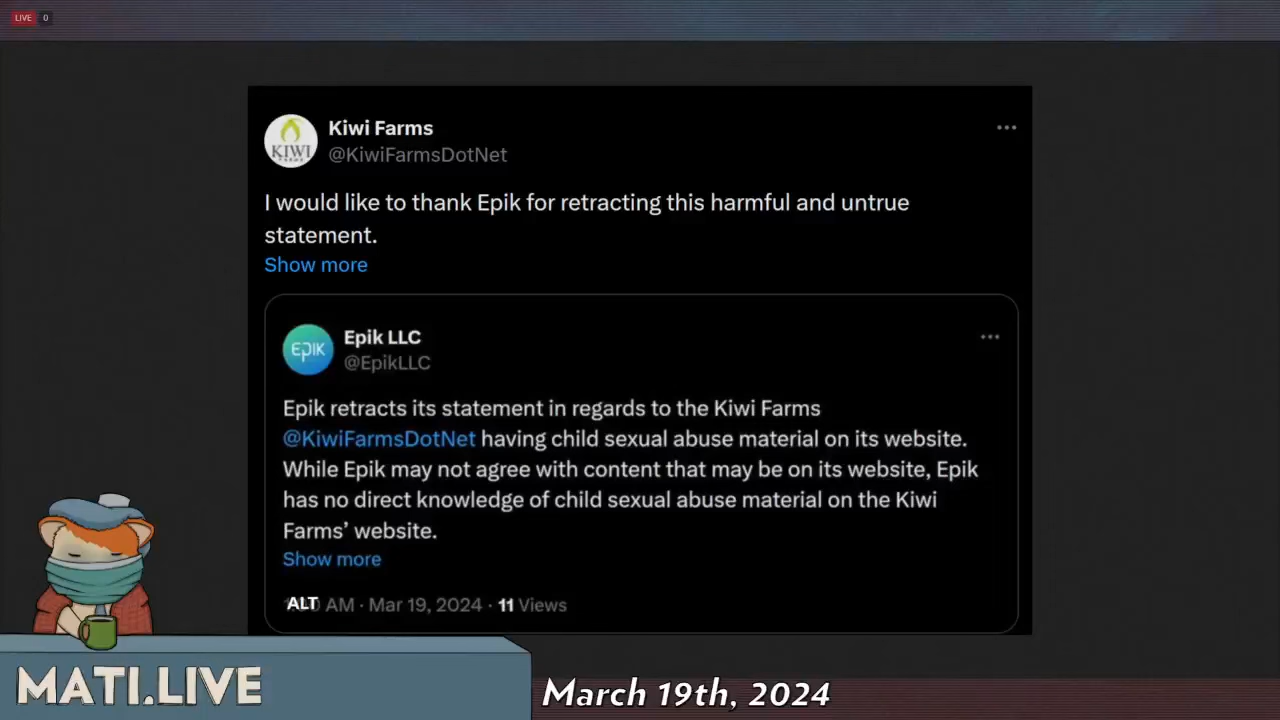 LIVE 0
KIWI
Kiwi Farms
@KiwiFarmsDotNet
I would like to thank Epik for retracting this harmful and untrue
statement.
Show more
EPIK
Epik LLC
@EpikLLC
Epik retracts its statement in regards to the Kiwi Farms
@KiwiFarmsDotNet having child sexual abuse material on its website.
While Epik may not agree with content that may be on its website, Epik
has no direct knowledge of child sexual abuse material on the Kiwi
Farms’ website.
Show more
ALT AM · Mar 19, 2024 · 11 Views
MATI.LIVE
March 19th, 2024